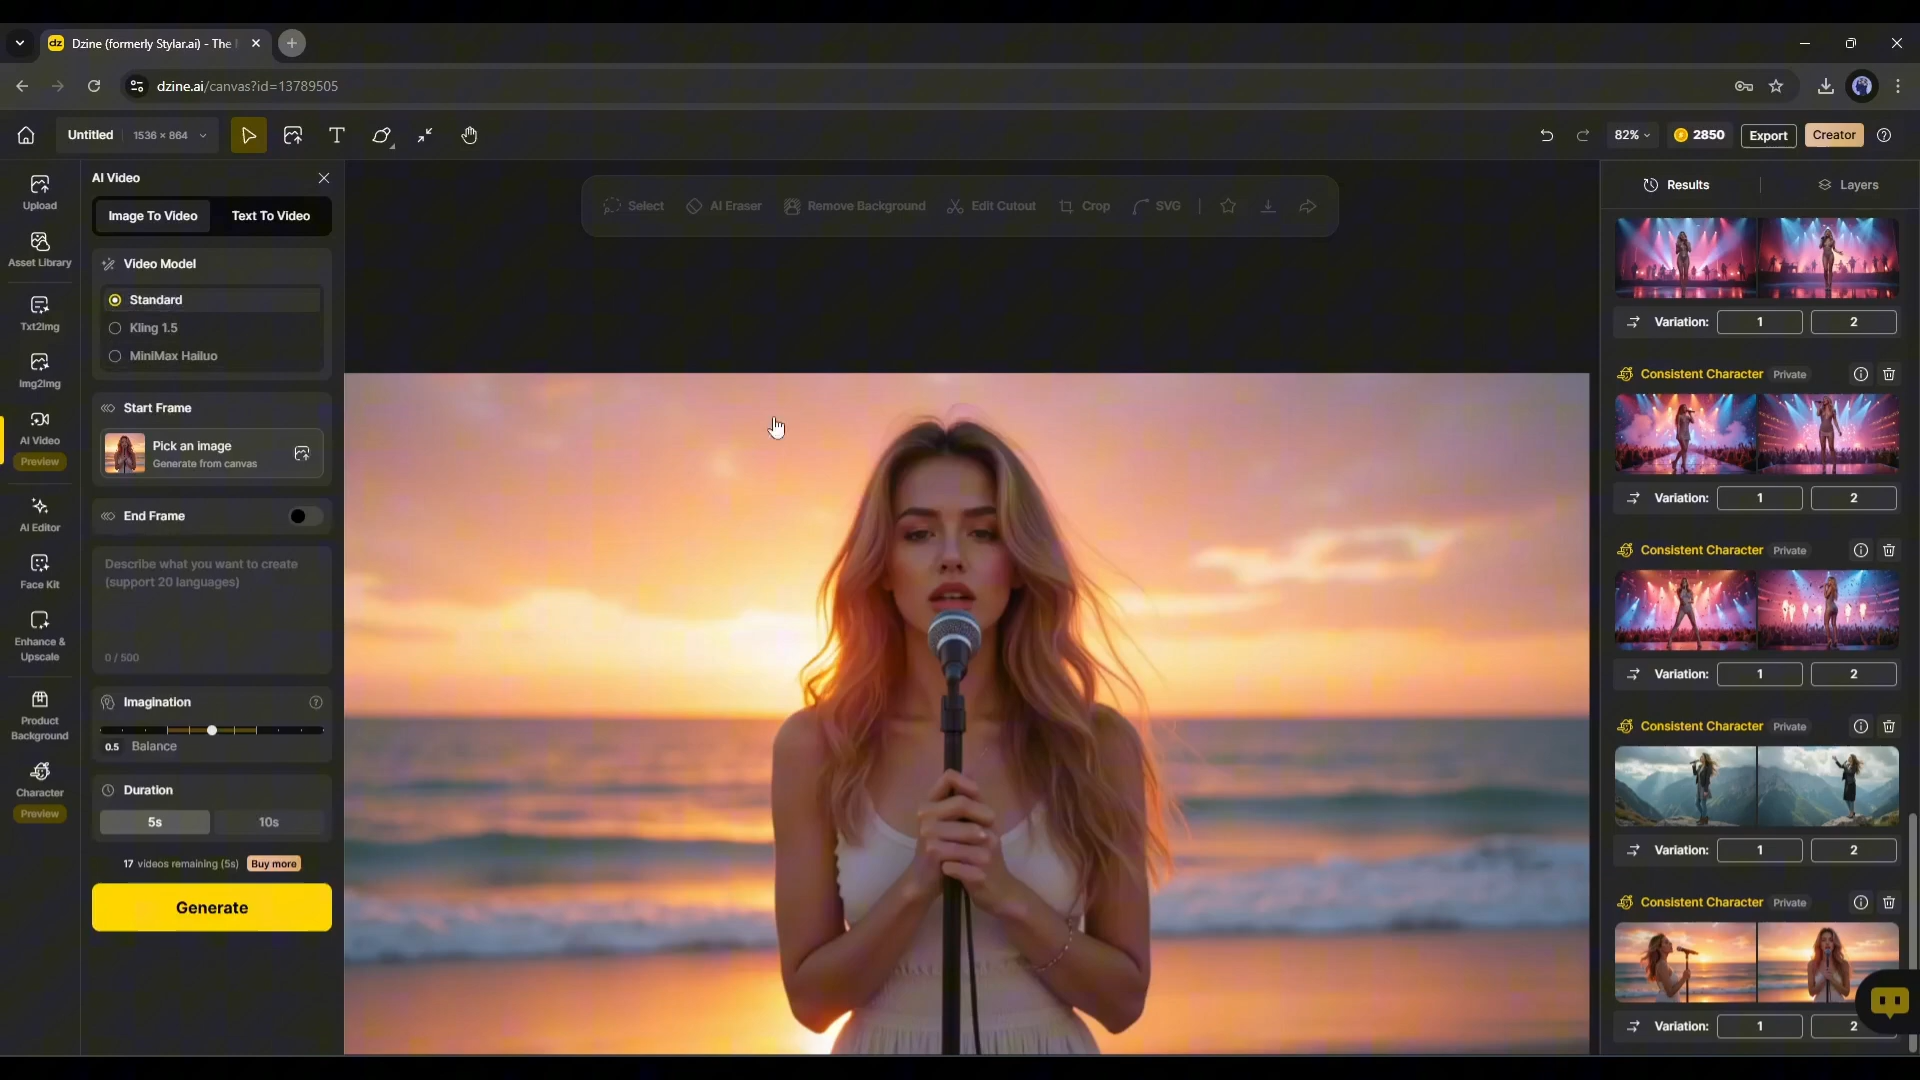 Dzine (formerly Stylar.ai) - The
dzine.ai/canvas?id=13789505
Untitled
1536 × 864
82%
2850
Export
Creator
Upload
Asset Library
Txt2Img
Img2Img
AI Video
Preview
AI Editor
Face Kit
Enhance &
Upscale
Product
Background
Character
Preview
AI Video
Image To Video
Text To Video
Video Model
Standard
Kling 1.5
MiniMax Hailuo
Start Frame
Pick an image
Generate from canvas
End Frame
Describe what you want to create
(support 20 languages)
0 / 500
Imagination
0.5 Balance
Duration
5s
10s
17 videos remaining (5s)
Buy more
Generate
Select
AI Eraser
Remove Background
Edit Cutout
Crop
SVG
Results
Layers
Variation: 1 2
Consistent Character Private
Variation: 1 2
Consistent Character Private
Variation: 1 2
Consistent Character Private
Variation: 1 2
Consistent Character Private
Variation: 1 2